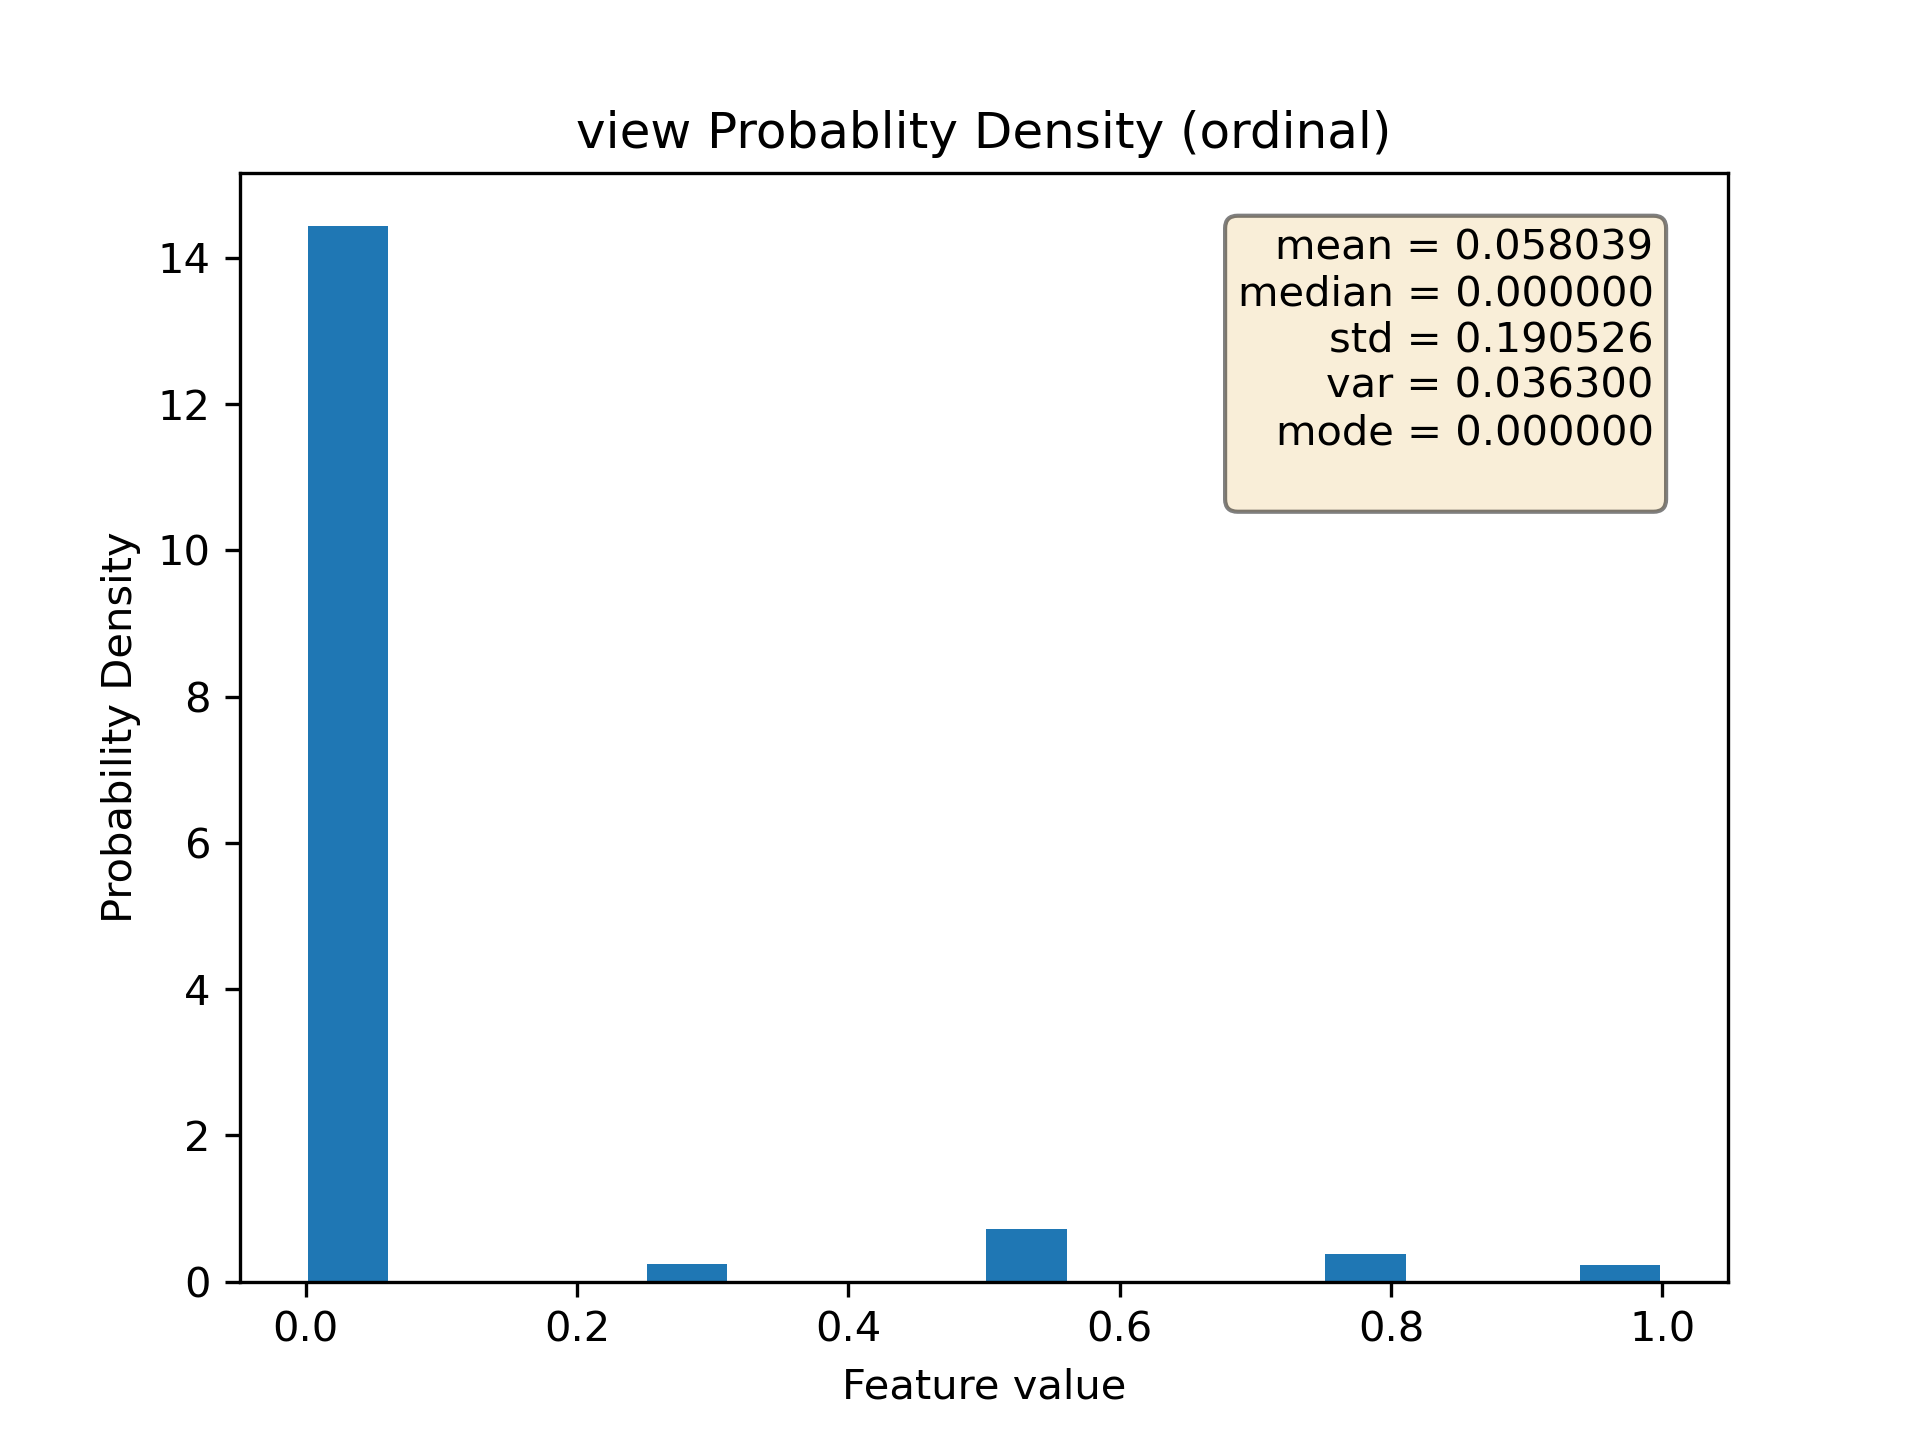 view Probablity Density (ordinal)
mean = 0.058039
median = 0.000000
std = 0.190526
var = 0.036300
mode = 0.000000
14
12
10
8
6
4
2
0
Probability Density
0.0 0.2 0.4 0.6 0.8 1.0
Feature value